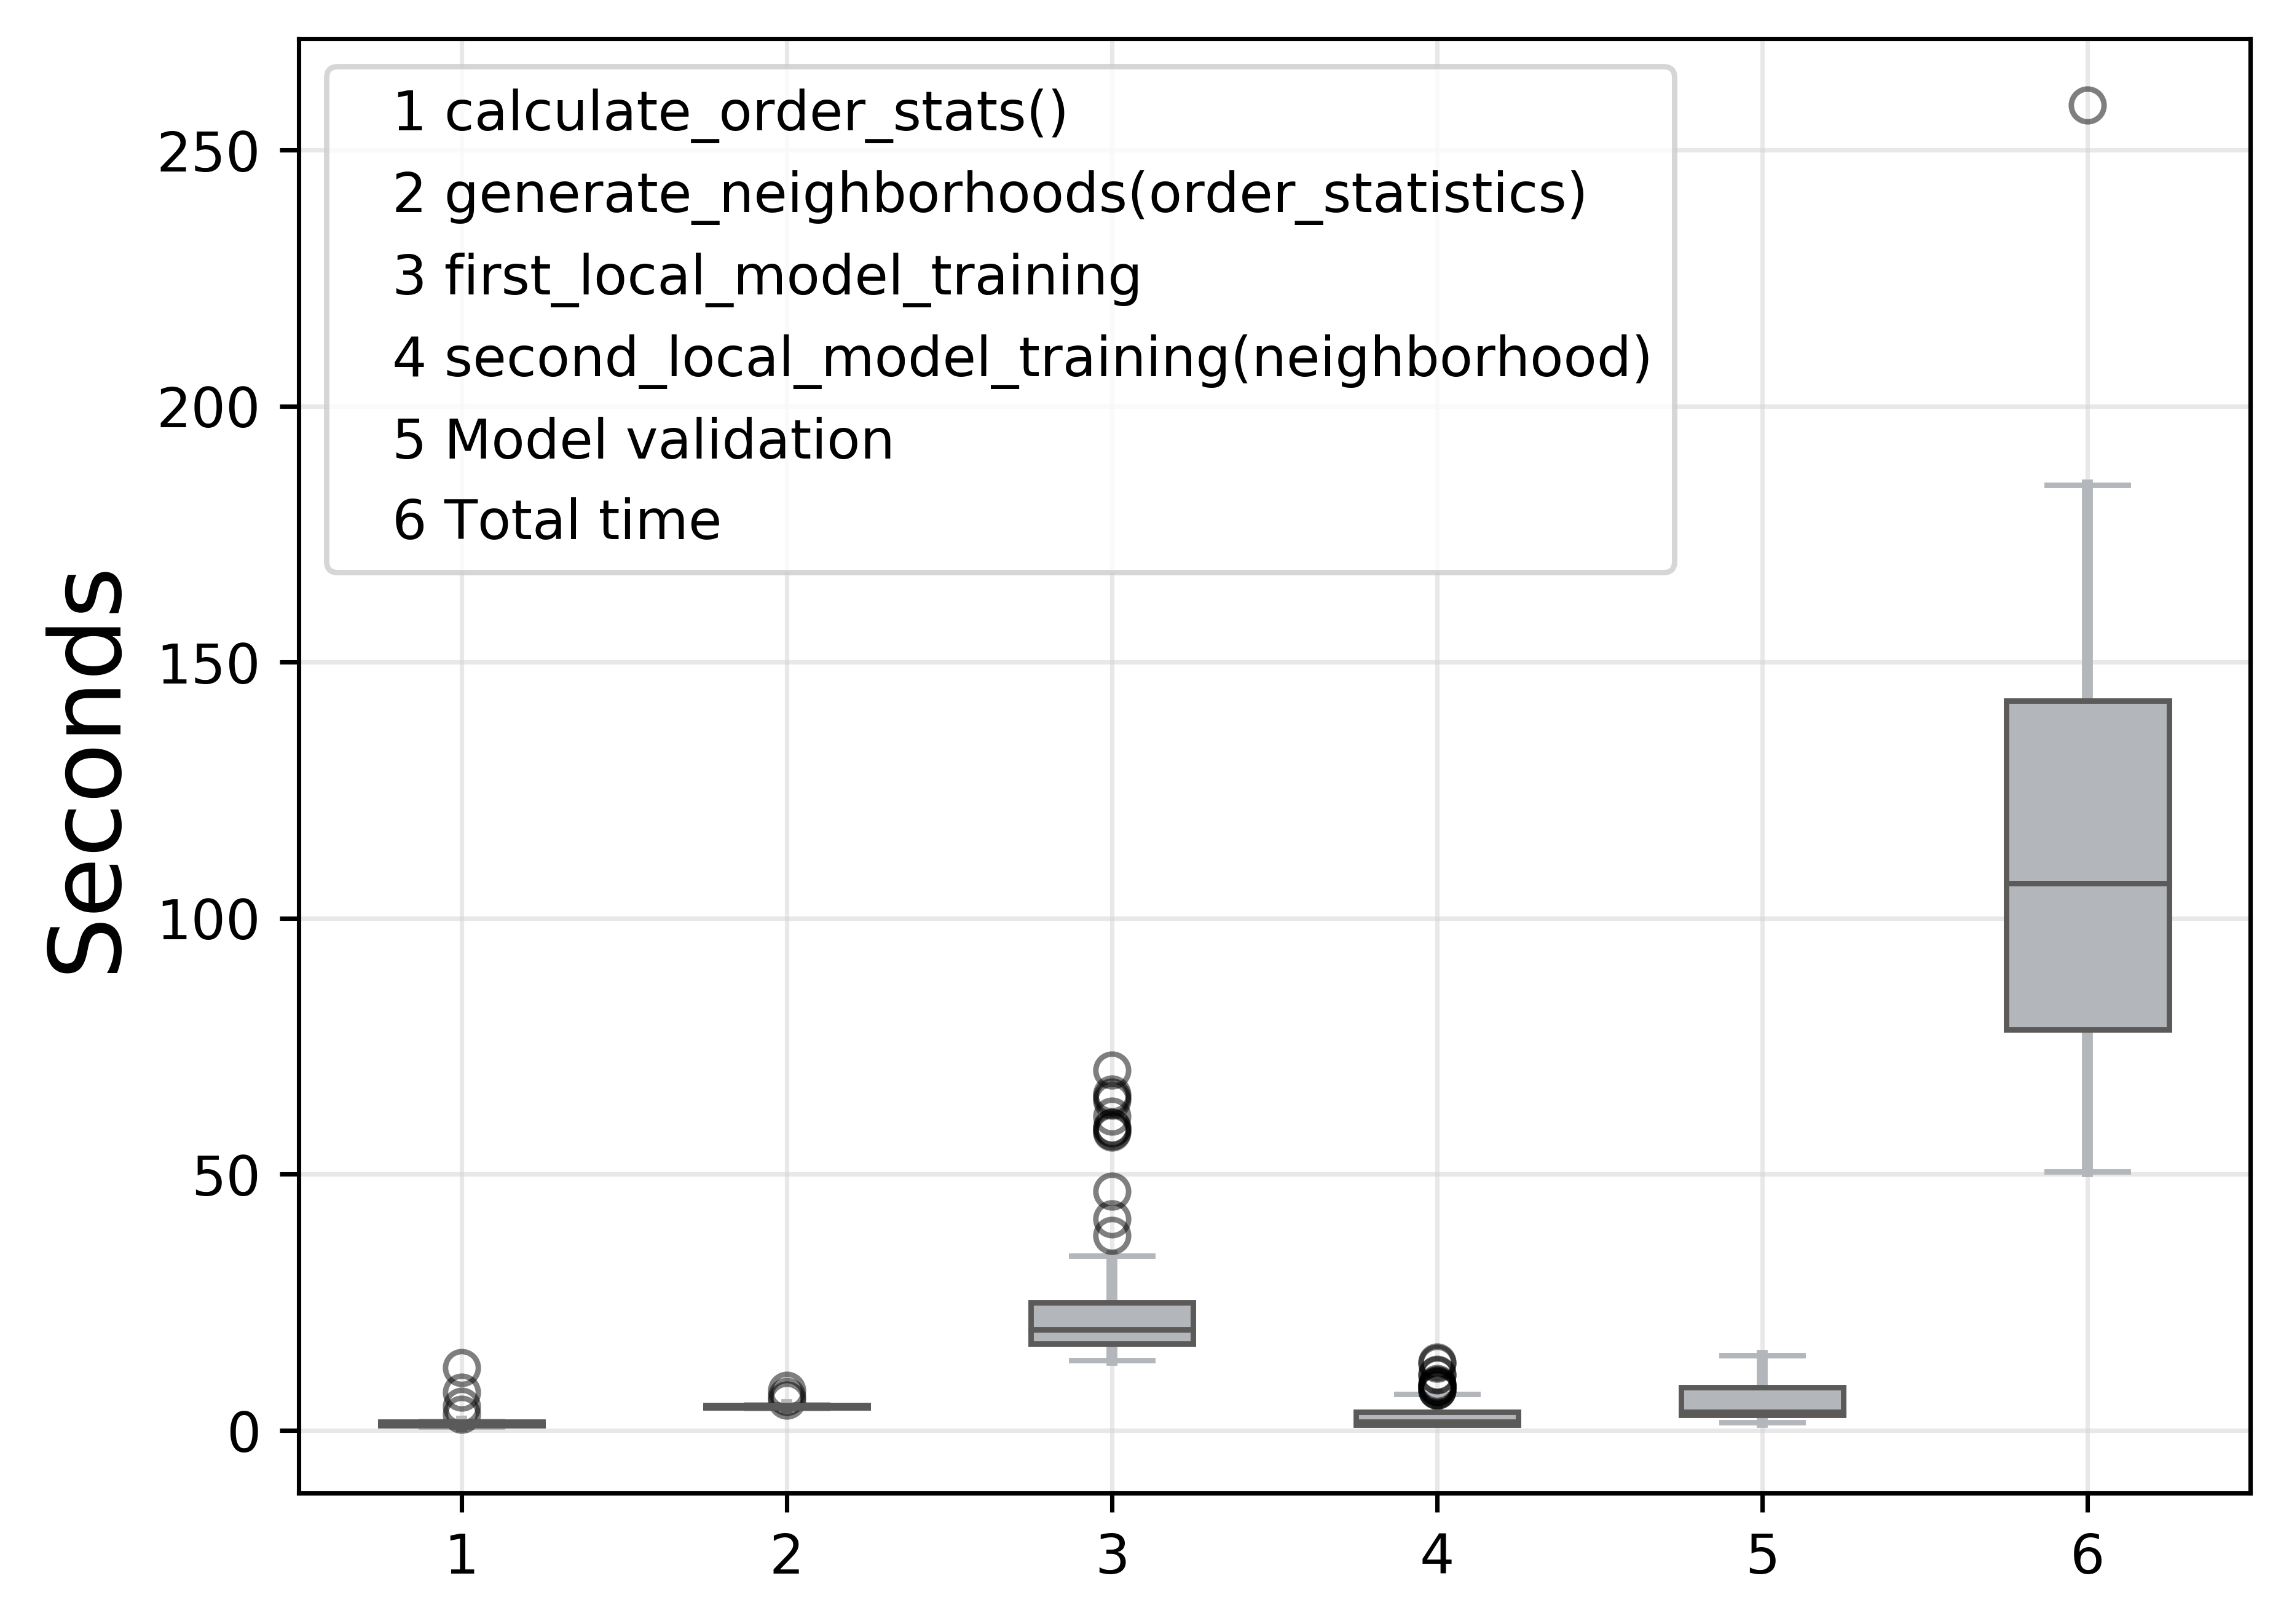 1 calculate_order_stats()
2 generate_neighborhoods(order_statistics)
3 first_local_model_training
4 second_local_model_training(neighborhood)
5 Model validation
6 Total time
Seconds
250
200
150
100
50
0
1 2 3 4 5 6